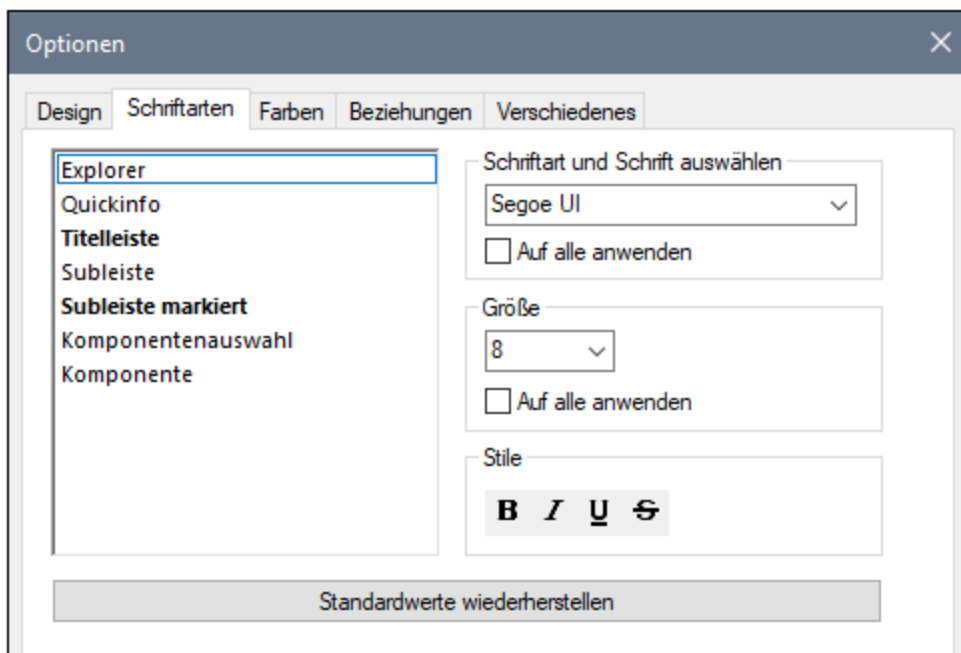 Optionen
Design Schriftarten Farben Beziehungen Verschiedenes
Explorer
Quickinfo
Titelleiste
Subleiste
Subleiste markiert
Komponentenauswahl
Komponente
Schriftart und Schrift auswählen
Segoe UI
Auf alle anwenden
Größe
8
Auf alle anwenden
Stile
B I U S
Standardwerte wiederherstellen